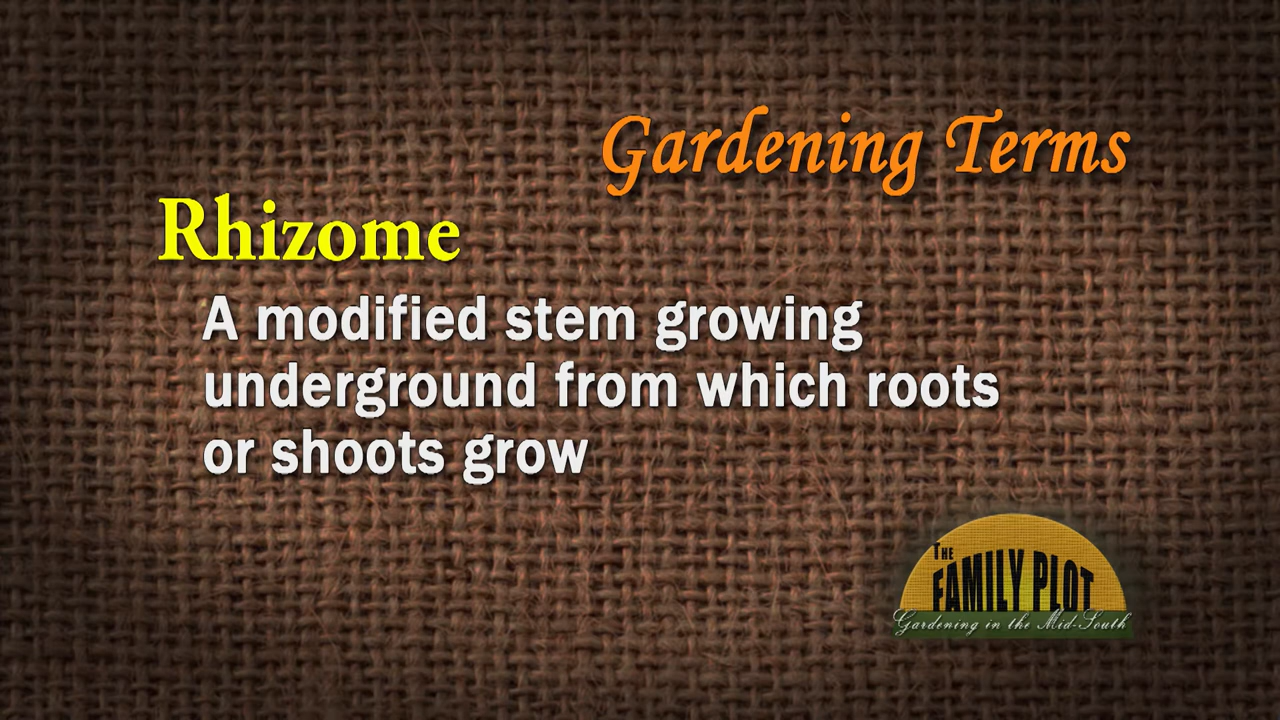 Gardening Terms
Rhizome
A modified stem growing
underground from which roots
or shoots grow
THE
FAMILY PLOT
Gardening in the Mid-South